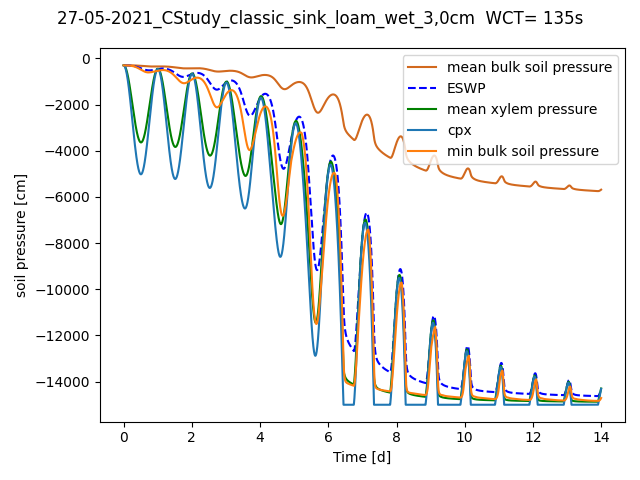 27-05-2021_CStudy_classic_sink_loam_wet_3,0cm  WCT= 135s
mean bulk soil pressure
ESWP
mean xylem pressure
cpx
min bulk soil pressure
soil pressure [cm]
0
−2000
−4000
−6000
−8000
−10000
−12000
−14000
0 2 4 6 8 10 12 14
Time [d]